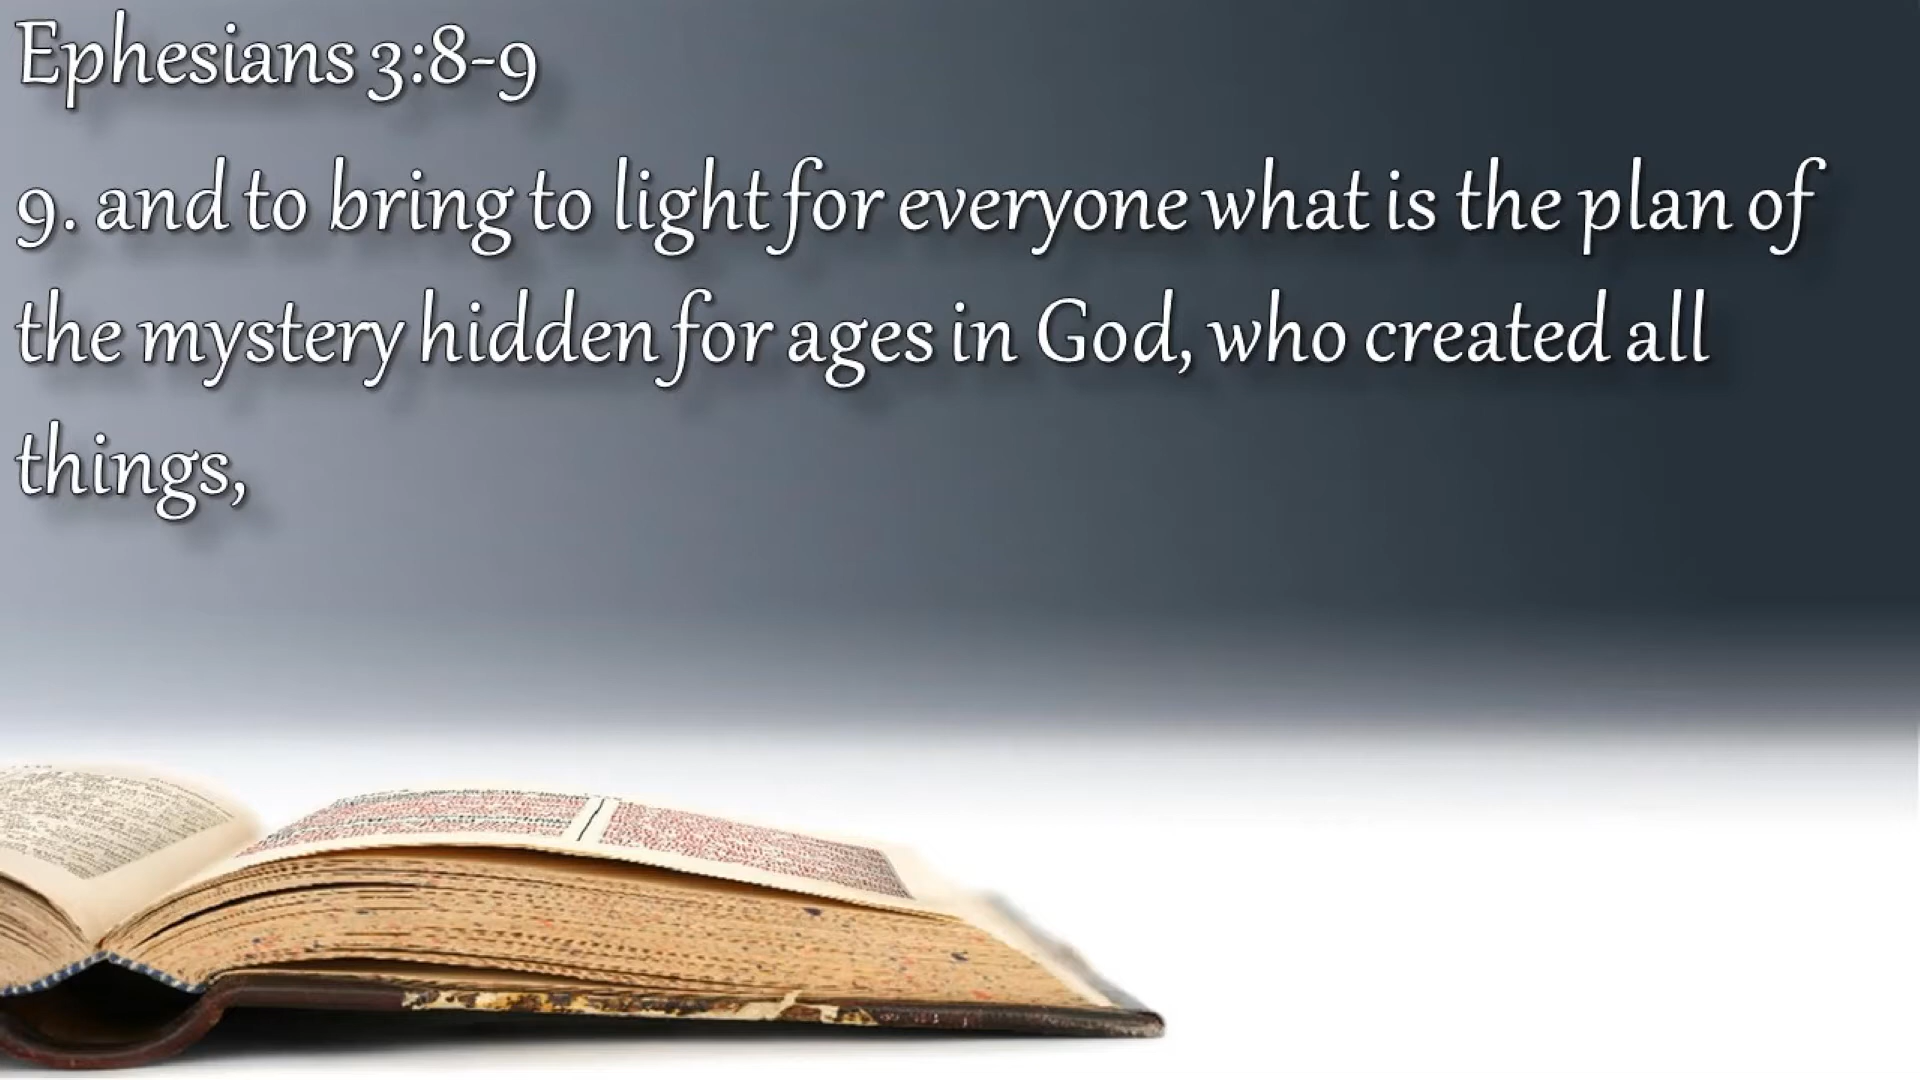 Ephesians 3:8-9
9. and to bring to light for everyone what is the plan of
the mystery hidden for ages in God, who created all
things,